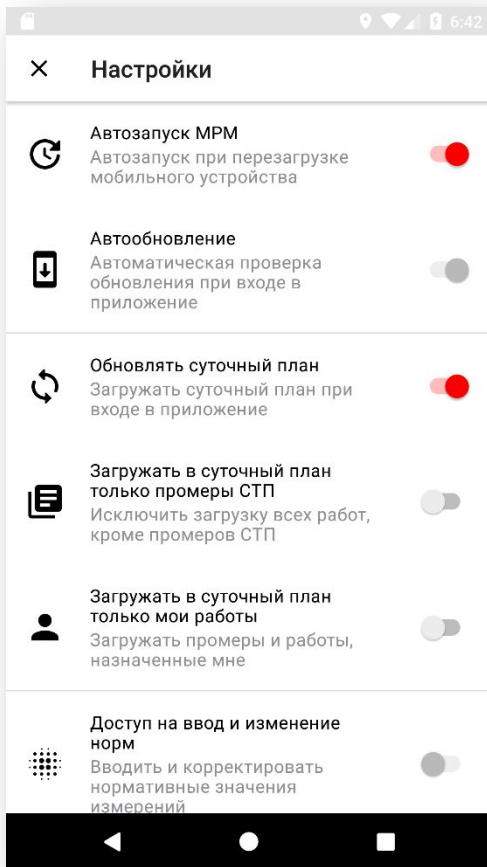 6:42
Настройки
Автозапуск МРМ
Автозапуск при перезагрузке
мобильного устройства
Автообновление
Автоматическая проверка
обновления при входе в
приложение
Обновлять суточный план
Загружать суточный план при
входе в приложение
Загружать в суточный план
только промеры СТП
Исключить загрузку всех работ,
кроме промеров СТП
Загружать в суточный план
только мои работы
Загружать промеры и работы,
назначенные мне
Доступ на ввод и изменение
норм
Вводить и корректировать
нормативные значения
измерений